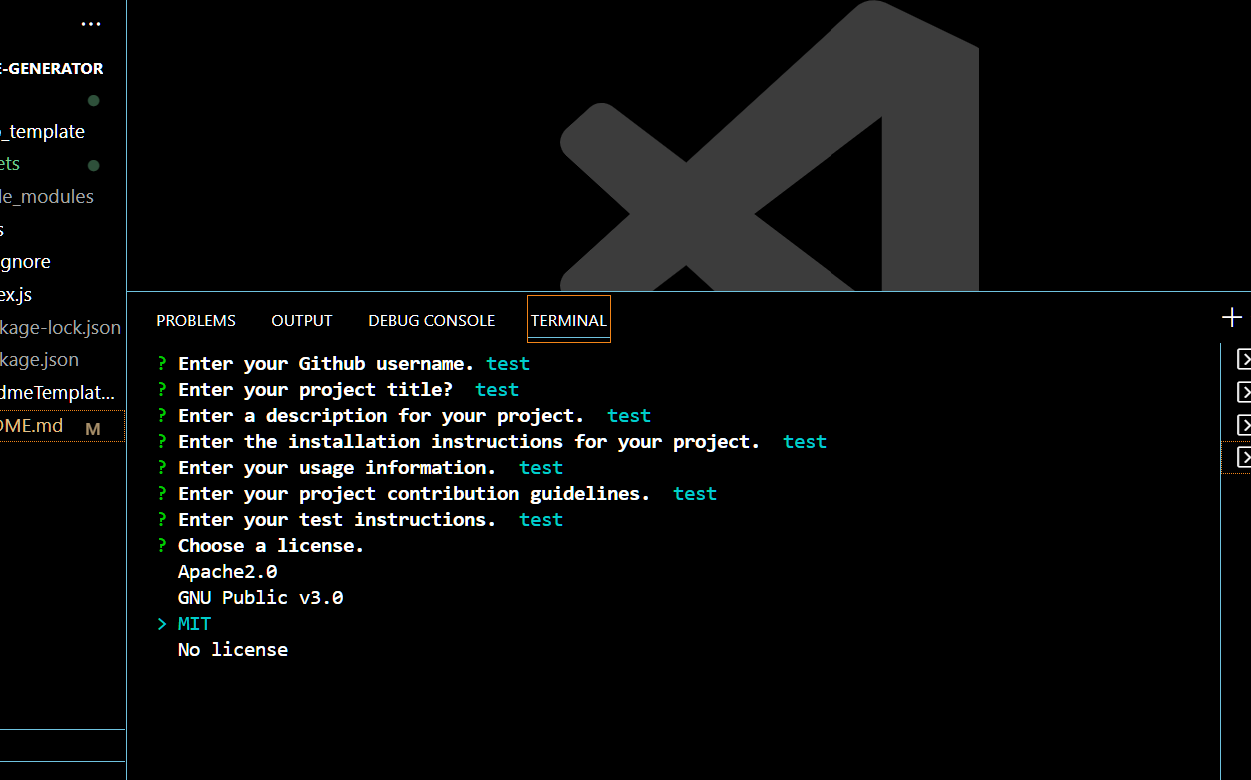 ...
E-GENERATOR
_template
ets
de_modules
s
gnore
ex.js
kage-lock.json
kage.json
dmeTemplat...
DME.md M
PROBLEMS OUTPUT DEBUG CONSOLE TERMINAL
? Enter your Github username. test
? Enter your project title? test
? Enter a description for your project. test
? Enter the installation instructions for your project. test
? Enter your usage information. test
? Enter your project contribution guidelines. test
? Enter your test instructions. test
? Choose a license.
Apache2.0
GNU Public v3.0
> MIT
No license